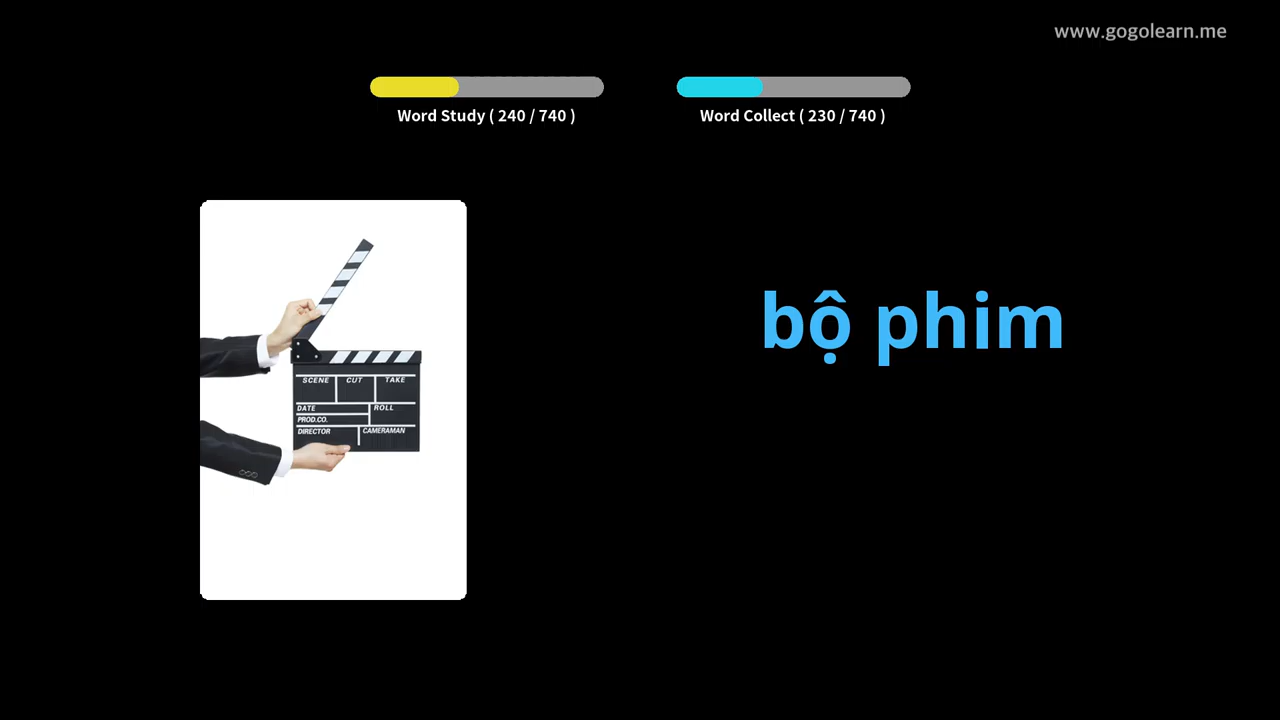 www.gogolearn.me
Word Study ( 240 / 740 )
Word Collect ( 230 / 740 )
bộ phim
SCENE CUT TAKE
DATE ROLL
PROD.CO.
DIRECTOR CAMERAMAN